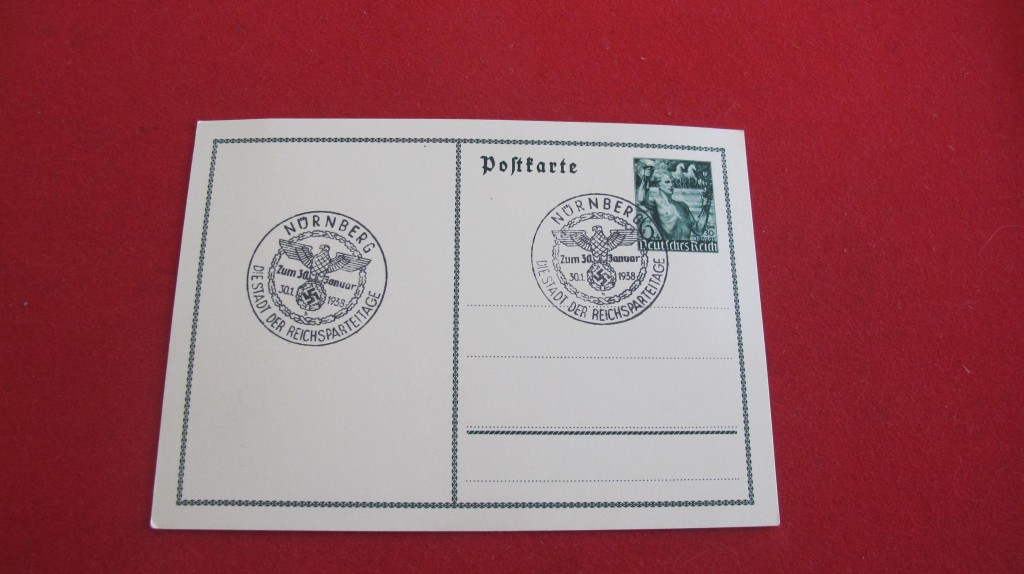 Postkarte
NÜRNBERG
Zum 30. Januar
30.1. 1938
DIE STADT DER REICHSPARTEITAGE
NÜRNBERG
Zum 30. Januar
30.1. 1938
DIE STADT DER REICHSPARTEITAGE
6
Deutsches Reich